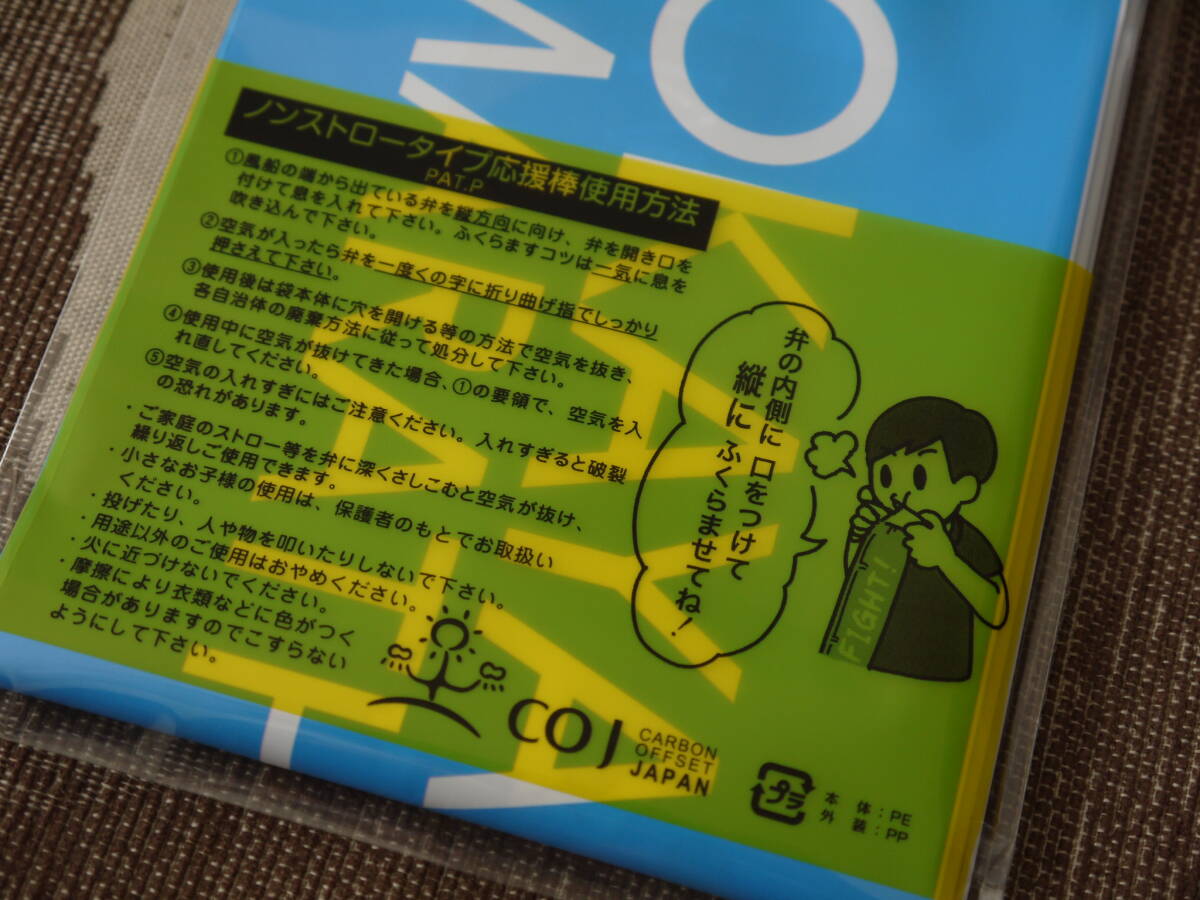 ノンストロータイプ応援棒使用方法
PAT.P
①風船の端から出ている弁を縦方向に向け、弁を開き口を
付けて息を入れて下さい。ふくらますコツは一気に息を
吹き込んで下さい。
②空気が入ったら弁を一度くの字に折り曲げ指でしっかり
押さえて下さい。
③使用後は袋本体に穴を開ける等の方法で空気を抜き、
各自治体の廃棄方法に従って処分して下さい。
④使用中に空気が抜けてきた場合、①の要領で、空気を入
れ直してください。
⑤空気の入れすぎにはご注意ください。入れすぎると破裂
の恐れがあります。
・ご家庭のストロー等を弁に深くさしこむと空気が抜け、
繰り返しご使用できます。
・小さなお子様の使用は、保護者のもとでお取扱い
ください。
・投げたり、人や物を叩いたりしないで下さい。
・用途以外のご使用はおやめください。
・火に近づけないでください。
・摩擦により衣類などに色がつく
場合がありますのでこすらない
ようにして下さい。
弁の内側に口をつけて
縦にふくらませてね！
FIGHT!
COJ
CARBON
OFFSET
JAPAN
プラ
本体：PE
外装：PP